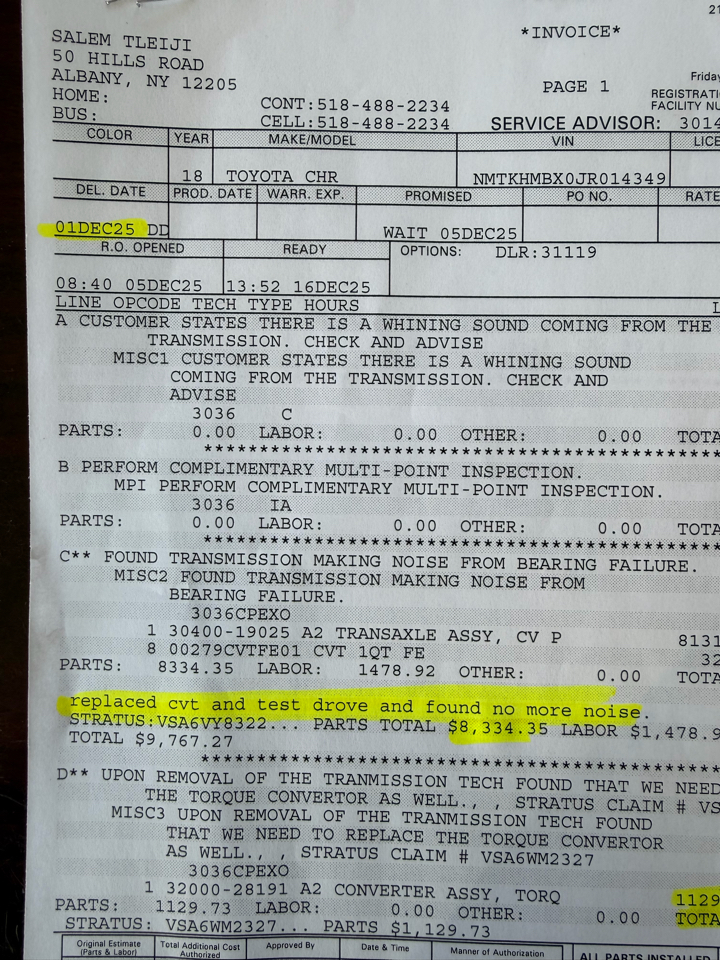 21
SALEM TLEIJI
*INVOICE*
50 HILLS ROAD
ALBANY, NY 12205
Friday
HOME:
PAGE 1
REGISTRATI
CONT:518-488-2234
FACILITY NU
BUS:
CELL:518-488-2234
SERVICE ADVISOR: 3014
COLOR YEAR MAKE/MODEL VIN LICE
18 TOYOTA CHR NMTKHMBX0JR014349
DEL. DATE PROD. DATE WARR. EXP. PROMISED PO NO. RATE
01DEC25 DD WAIT 05DEC25
R.O. OPENED READY OPTIONS: DLR:31119
08:40 05DEC25 13:52 16DEC25
LINE OPCODE TECH TYPE HOURS L
A CUSTOMER STATES THERE IS A WHINING SOUND COMING FROM THE
TRANSMISSION. CHECK AND ADVISE
MISC1 CUSTOMER STATES THERE IS A WHINING SOUND
COMING FROM THE TRANSMISSION. CHECK AND
ADVISE
3036 C
PARTS: 0.00 LABOR: 0.00 OTHER: 0.00 TOTA
****************************************************
B PERFORM COMPLIMENTARY MULTI-POINT INSPECTION.
MPI PERFORM COMPLIMENTARY MULTI-POINT INSPECTION.
3036 IA
PARTS: 0.00 LABOR: 0.00 OTHER: 0.00 TOTA
****************************************************
C** FOUND TRANSMISSION MAKING NOISE FROM BEARING FAILURE.
MISC2 FOUND TRANSMISSION MAKING NOISE FROM
BEARING FAILURE.
3036CPEXO
1 30400-19025 A2 TRANSAXLE ASSY, CV P 8131
8 00279CVTFE01 CVT 1QT FE 32
PARTS: 8334.35 LABOR: 1478.92 OTHER: 0.00 TOTA
replaced cvt and test drove and found no more noise.
STRATUS:VSA6VY8322... PARTS TOTAL $8,334.35 LABOR $1,478.9
TOTAL $9,767.27
****************************************************
D** UPON REMOVAL OF THE TRANMISSION TECH FOUND THAT WE NEED
THE TORQUE CONVERTOR AS WELL., , STRATUS CLAIM # VS
MISC3 UPON REMOVAL OF THE TRANMISSION TECH FOUND
THAT WE NEED TO REPLACE THE TORQUE CONVERTOR
AS WELL., , STRATUS CLAIM # VSA6WM2327
3036CPEXO
1 32000-28191 A2 CONVERTER ASSY, TORQ 1129
PARTS: 1129.73 LABOR: 0.00 OTHER: 0.00 TOTA
STRATUS: VSA6WM2327... PARTS $1,129.73
Original Estimate (Parts & Labor) Total Additional Cost Authorized Approved By Date & Time Manner of Authorization ALL PARTS INSTALLED